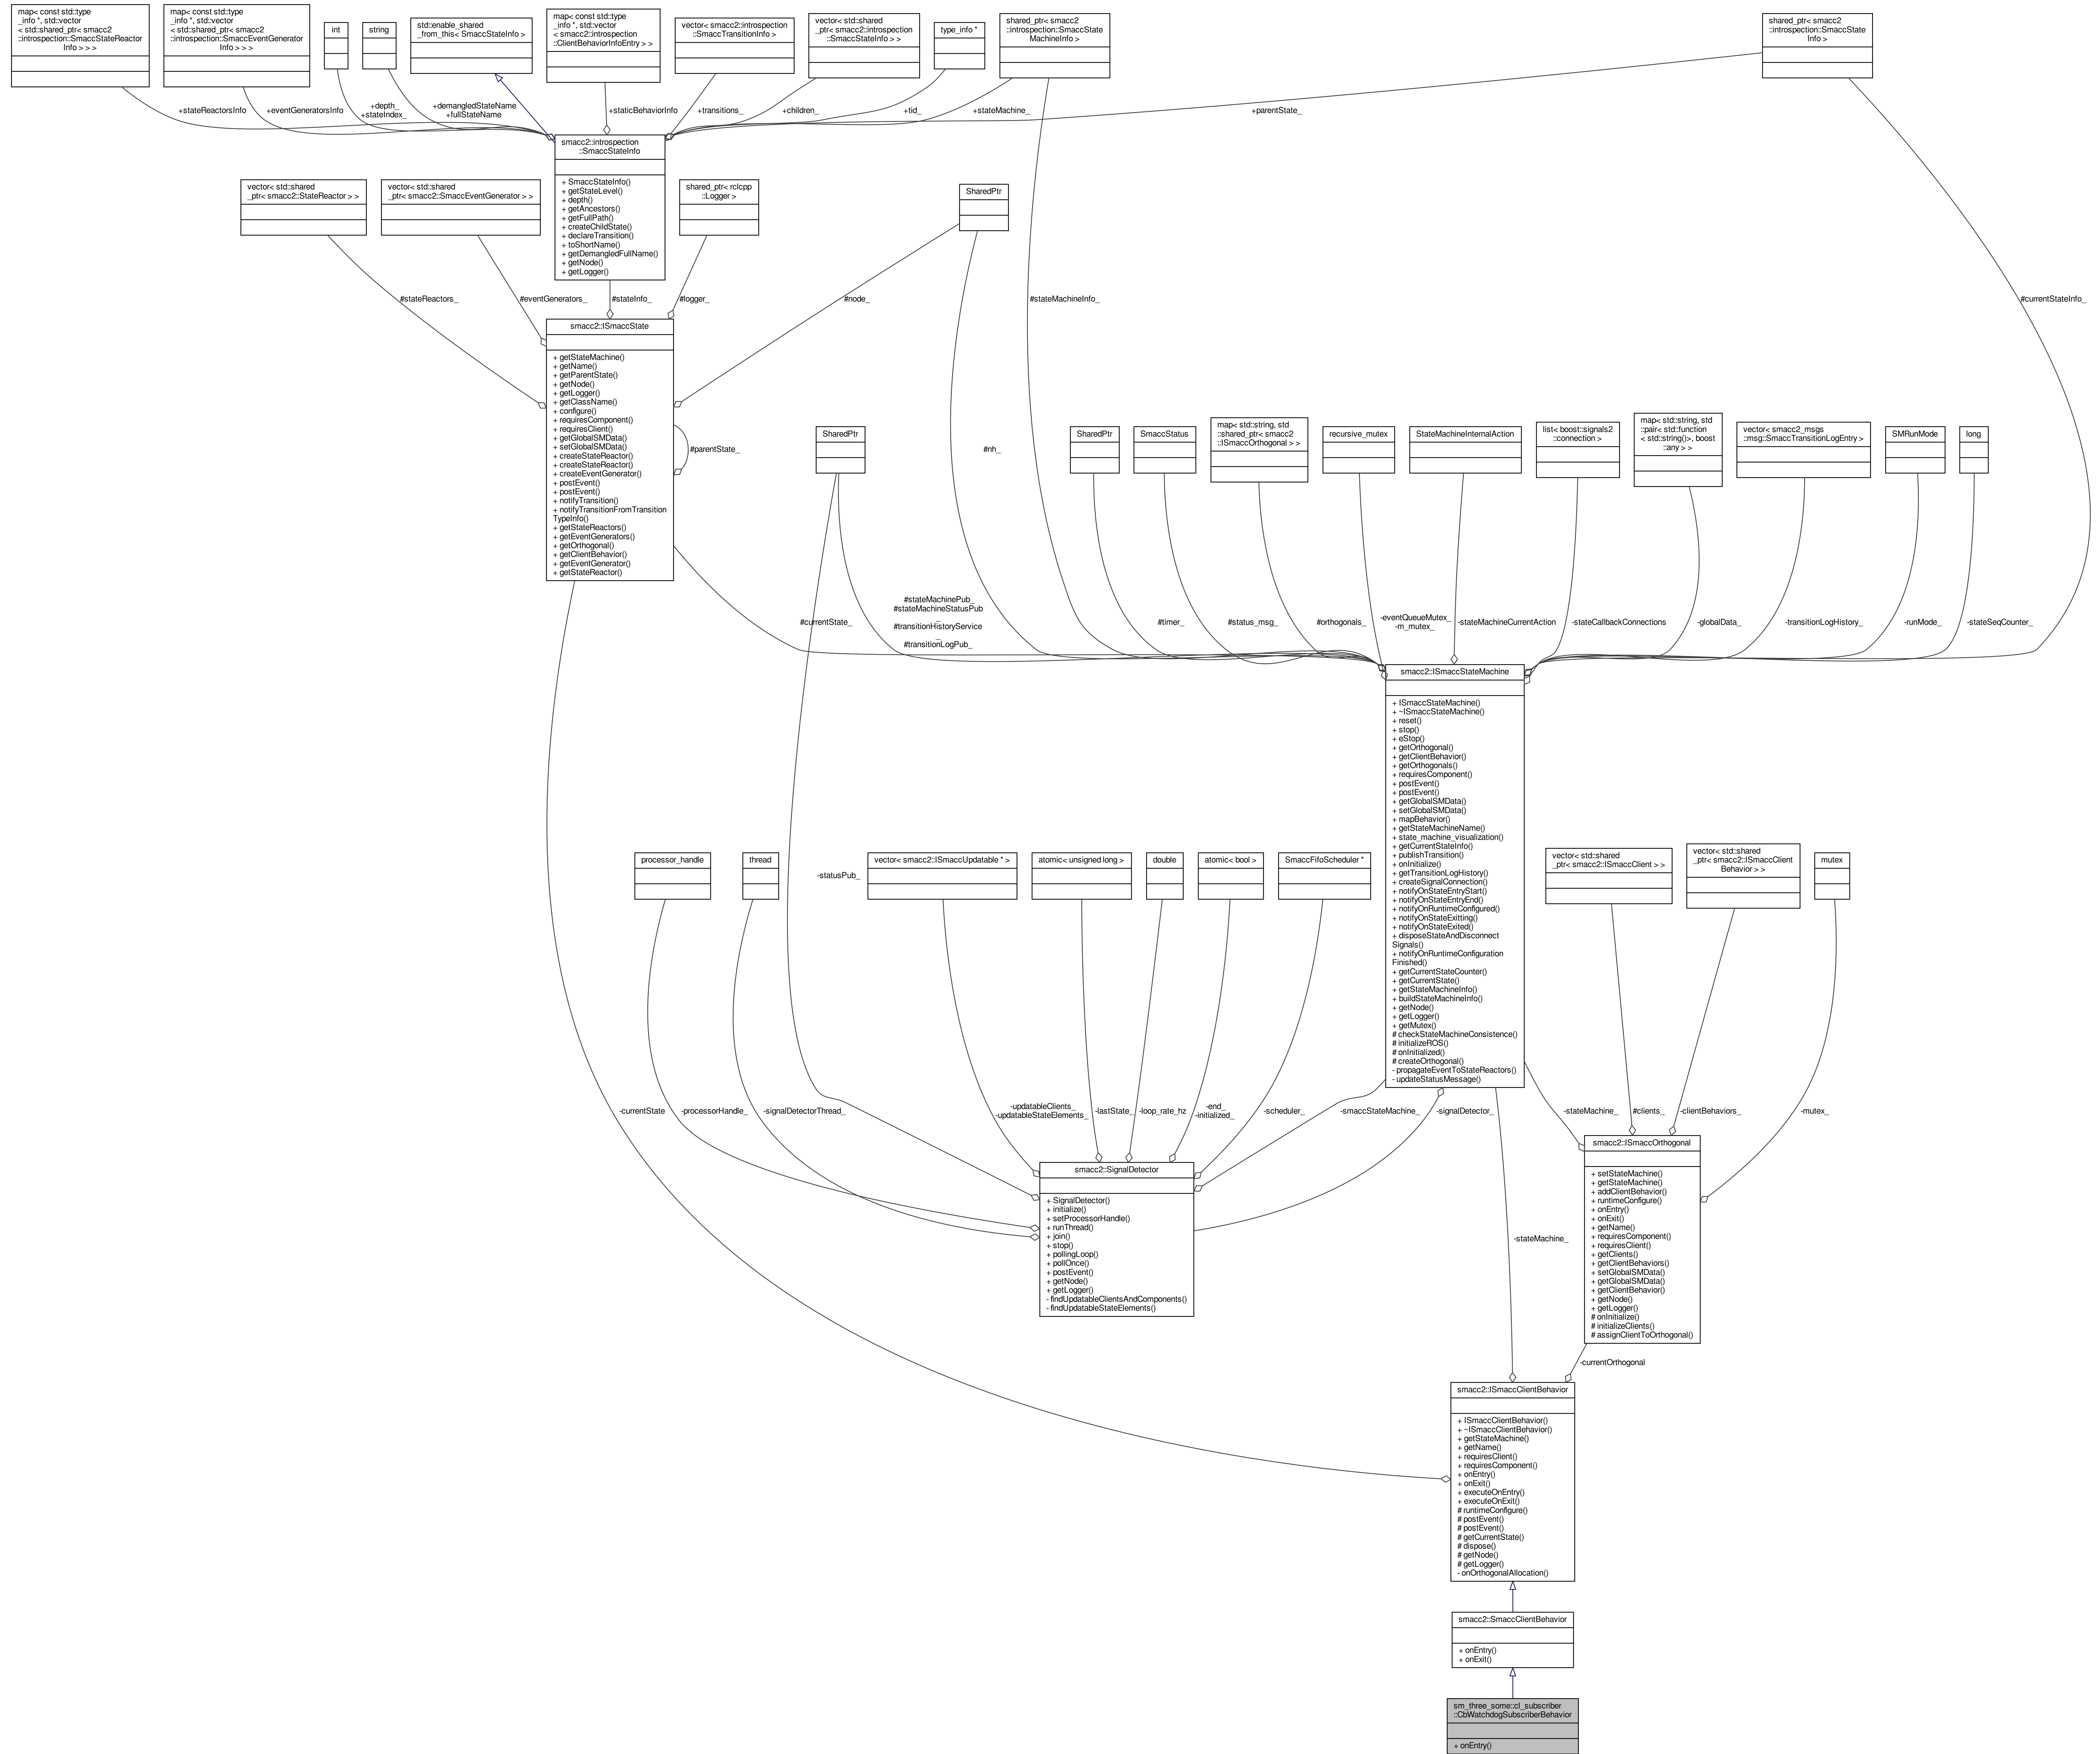 map< const std::type
_info *, std::vector
< std::shared_ptr< smacc2
::introspection::SmaccStateReactor
Info > > >
map< const std::type
_info *, std::vector
< std::shared_ptr< smacc2
::introspection::SmaccEventGenerator
Info > > >
int
string
std::enable_shared
_from_this< SmaccStateInfo >
map< const std::type
_info *, std::vector
< smacc2::introspection
::ClientBehaviorInfoEntry > >
vector< smacc2::introspection
::SmaccTransitionInfo >
vector< std::shared
_ptr< smacc2::introspection
::SmaccStateInfo > >
type_info *
shared_ptr< smacc2
::introspection::SmaccState
MachineInfo >
shared_ptr< smacc2
::introspection::SmaccState
Info >
+stateReactorsInfo
+eventGeneratorsInfo
+depth_
+stateIndex_
+demangledStateName
+fullStateName
+staticBehaviorInfo
+transitions_
+children_
+tid_
+stateMachine_
+parentState_
smacc2::introspection
::SmaccStateInfo
+ SmaccStateInfo()
+ getStateLevel()
+ depth()
+ getAncestors()
+ getFullPath()
+ createChildState()
+ declareTransition()
+ toShortName()
+ getDemangledFullName()
+ getNode()
+ getLogger()
vector< std::shared
_ptr< smacc2::StateReactor > >
vector< std::shared
_ptr< smacc2::SmaccEventGenerator > >
shared_ptr< rclcpp
::Logger >
SharedPtr
#stateReactors_
#eventGenerators_
#stateInfo_
#logger_
#node_
#stateMachineInfo_
#currentStateInfo_
smacc2::ISmaccState
+ getStateMachine()
+ getName()
+ getParentState()
+ getNode()
+ getLogger()
+ getClassName()
+ configure()
+ requiresComponent()
+ requiresClient()
+ getGlobalSMData()
+ setGlobalSMData()
+ createStateReactor()
+ createStateReactor()
+ createEventGenerator()
+ postEvent()
+ postEvent()
+ notifyTransition()
+ notifyTransitionFromTransition
TypeInfo()
+ getStateReactors()
+ getEventGenerators()
+ getOrthogonal()
+ getClientBehavior()
+ getEventGenerator()
+ getStateReactor()
#parentState_
SharedPtr
#nh_
SharedPtr
SmaccStatus
map< std::string, std
::shared_ptr< smacc2
::ISmaccOrthogonal > >
recursive_mutex
StateMachineInternalAction
list< boost::signals2
::connection >
map< std::string, std
::pair< std::function
< std::string()>, boost
::any > >
vector< smacc2_msgs
::msg::SmaccTransitionLogEntry >
SMRunMode
long
#currentState_
#stateMachinePub_
#stateMachineStatusPub
_
#transitionHistoryService
_
#transitionLogPub_
#timer_
#status_msg_
#orthogonals_
-eventQueueMutex_
-m_mutex_
-stateMachineCurrentAction
-stateCallbackConnections
-globalData_
-transitionLogHistory_
-runMode_
-stateSeqCounter_
smacc2::ISmaccStateMachine
+ ISmaccStateMachine()
+ ~ISmaccStateMachine()
+ reset()
+ stop()
+ eStop()
+ getOrthogonal()
+ getClientBehavior()
+ getOrthogonals()
+ requiresComponent()
+ postEvent()
+ postEvent()
+ getGlobalSMData()
+ setGlobalSMData()
+ mapBehavior()
+ getStateMachineName()
+ state_machine_visualization()
+ getCurrentStateInfo()
+ publishTransition()
+ onInitialize()
+ getTransitionLogHistory()
+ createSignalConnection()
+ notifyOnStateEntryStart()
+ notifyOnStateEntryEnd()
+ notifyOnRuntimeConfigured()
+ notifyOnStateExitting()
+ notifyOnStateExited()
+ disposeStateAndDisconnect
Signals()
+ notifyOnRuntimeConfiguration
Finished()
+ getCurrentStateCounter()
+ getCurrentState()
+ getStateMachineInfo()
+ buildStateMachineInfo()
+ getNode()
+ getLogger()
+ getMutex()
# checkStateMachineConsistence()
# initializeROS()
# onInitialized()
# createOrthogonal()
- propagateEventToStateReactors()
- updateStatusMessage()
processor_handle
thread
-statusPub_
vector< smacc2::ISmaccUpdatable * >
atomic< unsigned long >
double
atomic< bool >
SmaccFifoScheduler *
vector< std::shared
_ptr< smacc2::ISmaccClient > >
vector< std::shared
_ptr< smacc2::ISmaccClient
Behavior > >
mutex
-currentState
-processorHandle_
-signalDetectorThread_
-updatableClients_
-updatableStateElements_
-lastState_
-loop_rate_hz
-end_
-initialized_
-scheduler_
-smaccStateMachine_
-signalDetector_
-stateMachine_
#clients_
-clientBehaviors_
-mutex_
smacc2::SignalDetector
+ SignalDetector()
+ initialize()
+ setProcessorHandle()
+ runThread()
+ join()
+ stop()
+ pollingLoop()
+ pollOnce()
+ postEvent()
+ getNode()
+ getLogger()
- findUpdatableClientsAndComponents()
- findUpdatableStateElements()
smacc2::ISmaccOrthogonal
+ setStateMachine()
+ getStateMachine()
+ addClientBehavior()
+ runtimeConfigure()
+ onEntry()
+ onExit()
+ getName()
+ requiresComponent()
+ requiresClient()
+ getClients()
+ getClientBehaviors()
+ setGlobalSMData()
+ getGlobalSMData()
+ getClientBehavior()
+ getNode()
+ getLogger()
# onInitialize()
# initializeClients()
# assignClientToOrthogonal()
-stateMachine_
-currentOrthogonal
smacc2::ISmaccClientBehavior
+ ISmaccClientBehavior()
+ ~ISmaccClientBehavior()
+ getStateMachine()
+ getName()
+ requiresClient()
+ requiresComponent()
+ onEntry()
+ onExit()
+ executeOnEntry()
+ executeOnExit()
# runtimeConfigure()
# postEvent()
# postEvent()
# getCurrentState()
# dispose()
# getNode()
# getLogger()
- onOrthogonalAllocation()
smacc2::SmaccClientBehavior
+ onEntry()
+ onExit()
sm_three_some::cl_subscriber
::CbWatchdogSubscriberBehavior
+ onEntry()